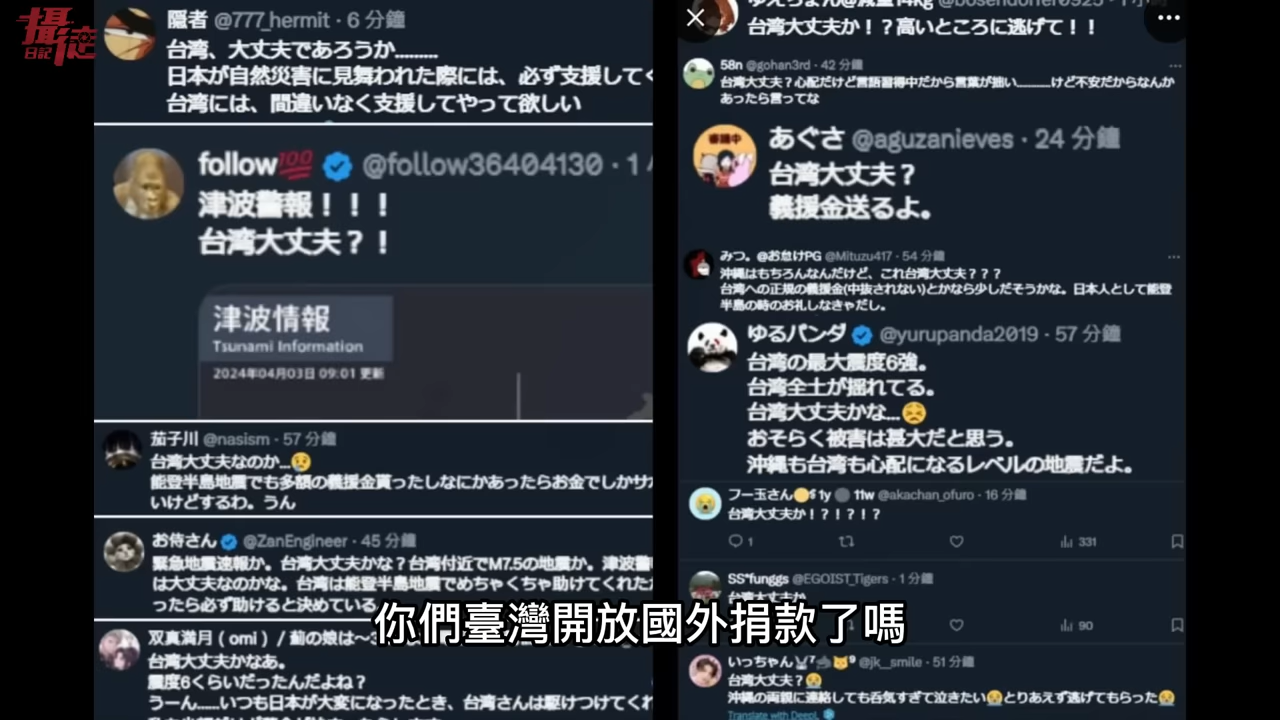 攝徒
日記
隠者 @777_hermit · 6 分鐘
台湾、大丈夫であろうか.........
日本が自然災害に見舞われた際には、必ず支援してく
台湾には、間違いなく支援してやって欲しい
follow💯 @follow36404130 · 1
津波警報！！！
台湾大丈夫？！
津波情報
Tsunami Information
2024年04月03日 09:01 更新
茄子川 @nasism · 57 分鐘
台湾大丈夫なのか...😢
能登半島地震でも多額の義援金貰ったしなにかあったらお金でしかサ
いけどするわ。うん
お侍さん @ZanEngineer · 45 分鐘
緊急地震速報か。台湾大丈夫かな？台湾付近でM7.5の地震か。津波警
は大丈夫なのかな。台湾は能登半島地震でめちゃくちゃ助けてくれた
ったら必ず助けると決めている
双真満月 ( omi ) / 薊の娘は〜
台湾大丈夫かなあ。
震度6くらいだったんだよね？
うーん......いつも日本が大変になったとき、台湾さんは駆けつけてくれ
台湾大丈夫か！？高いところに逃げて！！
58n @gohan3rd · 42 分鐘
台湾大丈夫？心配だけど言語習得中だから言葉が拙い..........けど不安だからなんか
あったら言ってな
審議中
あぐさ @aguzanieves · 24 分鐘
台湾大丈夫？
義援金送るよ。
みつ。@お怠けPG @Mituzu417 · 54 分鐘
沖縄はもちろんなんだけど、これ台湾大丈夫？？？
台湾への正規の義援金(中抜されない)とかなら少しだそうかな。日本人として能登
半島の時のお礼しなきゃだし。
ゆるパンダ @yurupanda2019 · 57 分鐘
台湾の最大震度6強。
台湾全土が揺れてる。
台湾大丈夫かな...😣
おそらく被害は甚大だと思う。
沖縄も台湾も心配になるレベルの地震だよ。
フー玉さん 1y 11w @akachan_ofuro · 16 分鐘
台湾大丈夫か！？！？！？
1 331
SS*funggs @EGOIST_Tigers · 1 分鐘
台湾大丈夫か
90
你們臺灣開放國外捐款了嗎
いっちゃん @jk__smile · 51 分鐘
台湾大丈夫？😭
沖縄の両親に連絡しても呑気すぎて泣きたい😭とりあえず逃げてもらった😭
Translate with DeepL